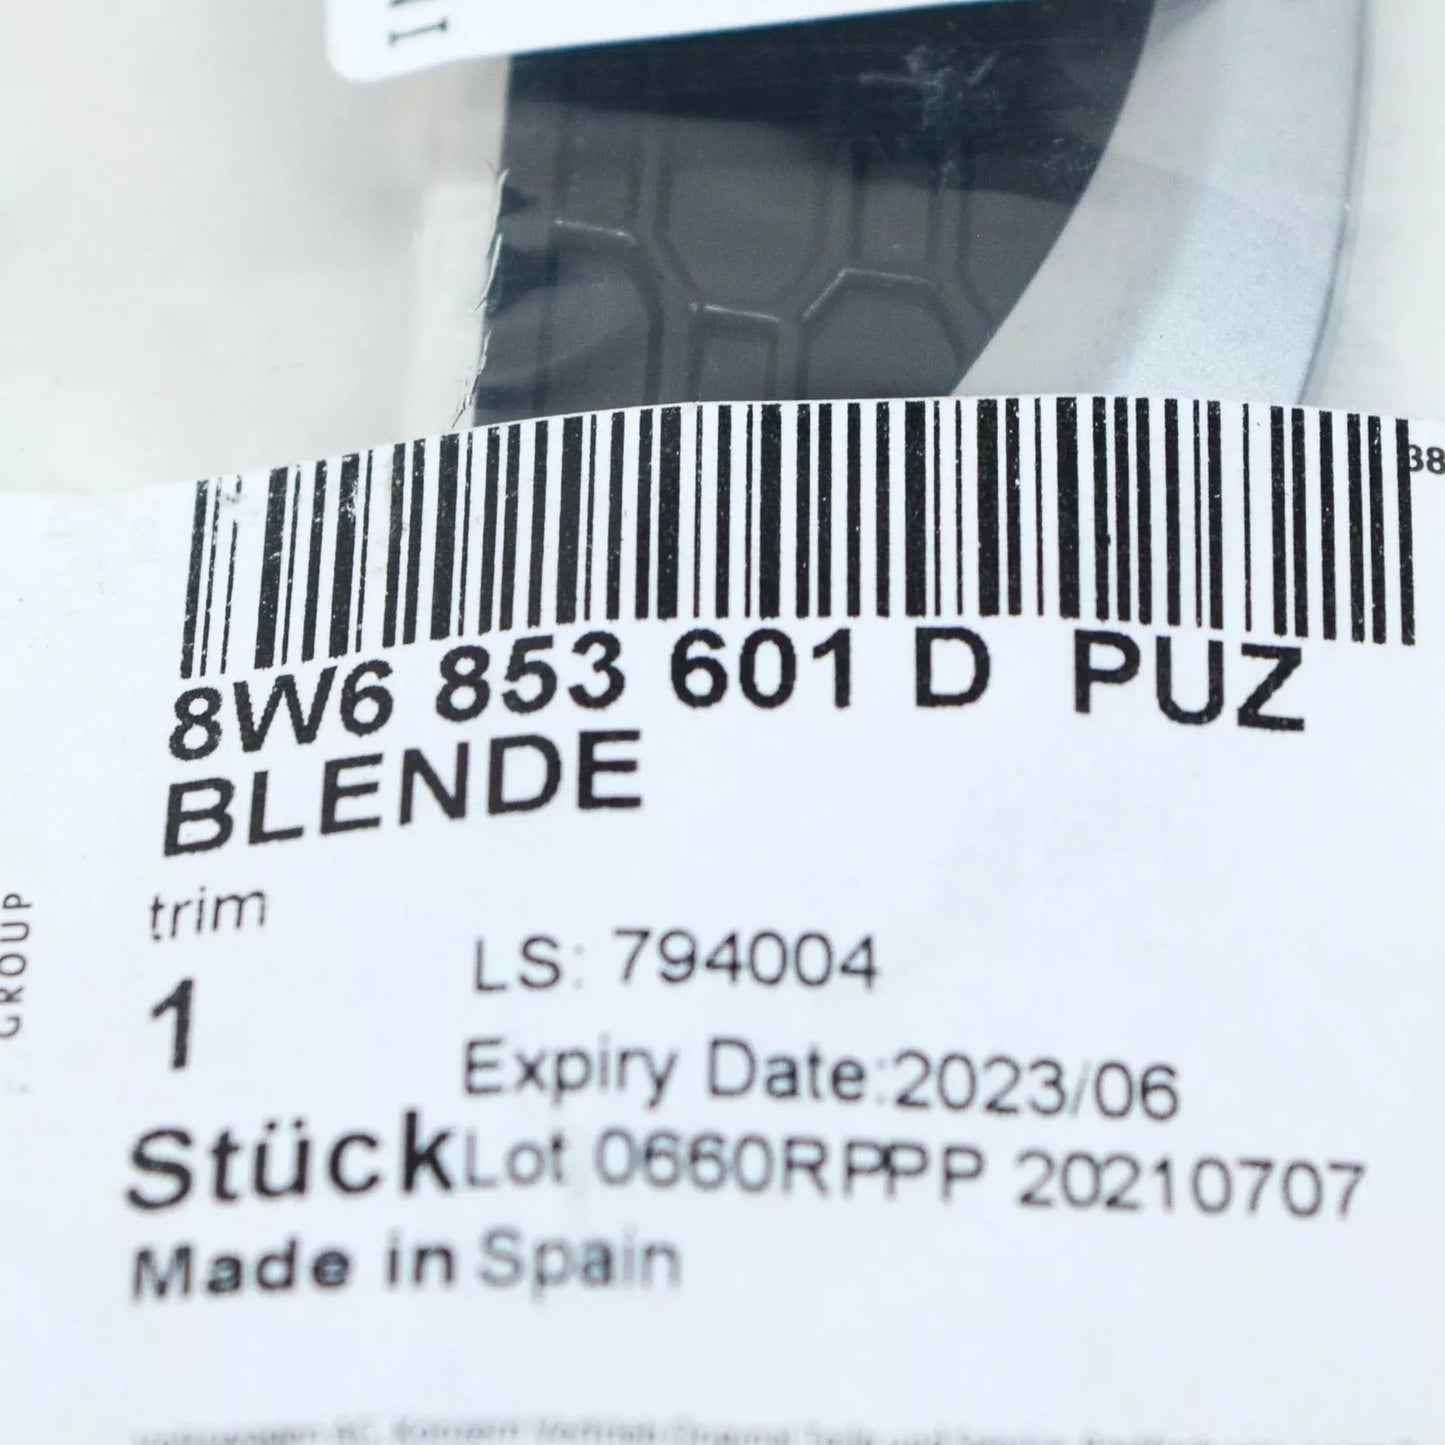 38
8W6 853 601 D PUZ
BLENDE
trim
GROUP
LS: 794004
1
Expiry Date:2023/06
Stück Lot 0660RPPP 20210707
Made in Spain